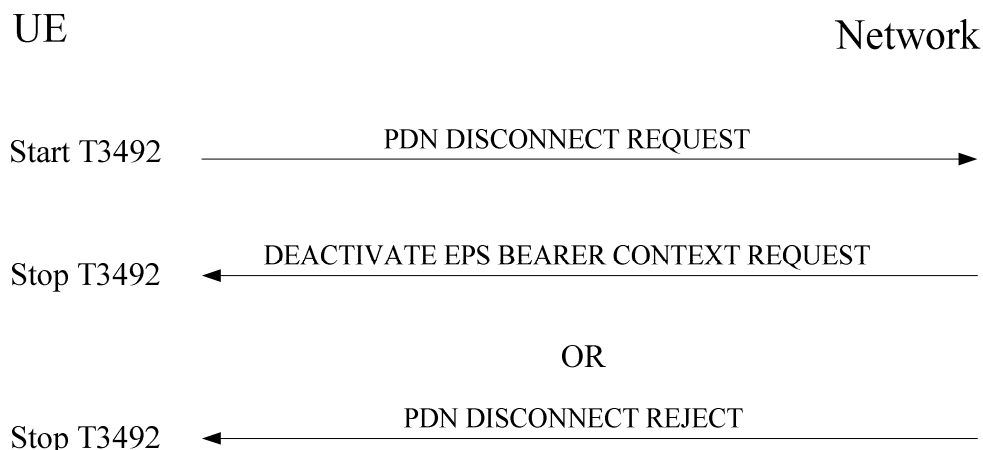 UE
Network
Start T3492
PDN DISCONNECT REQUEST
DEACTIVATE EPS BEARER CONTEXT REQUEST
Stop T3492
OR
PDN DISCONNECT REJECT
Stop T3492